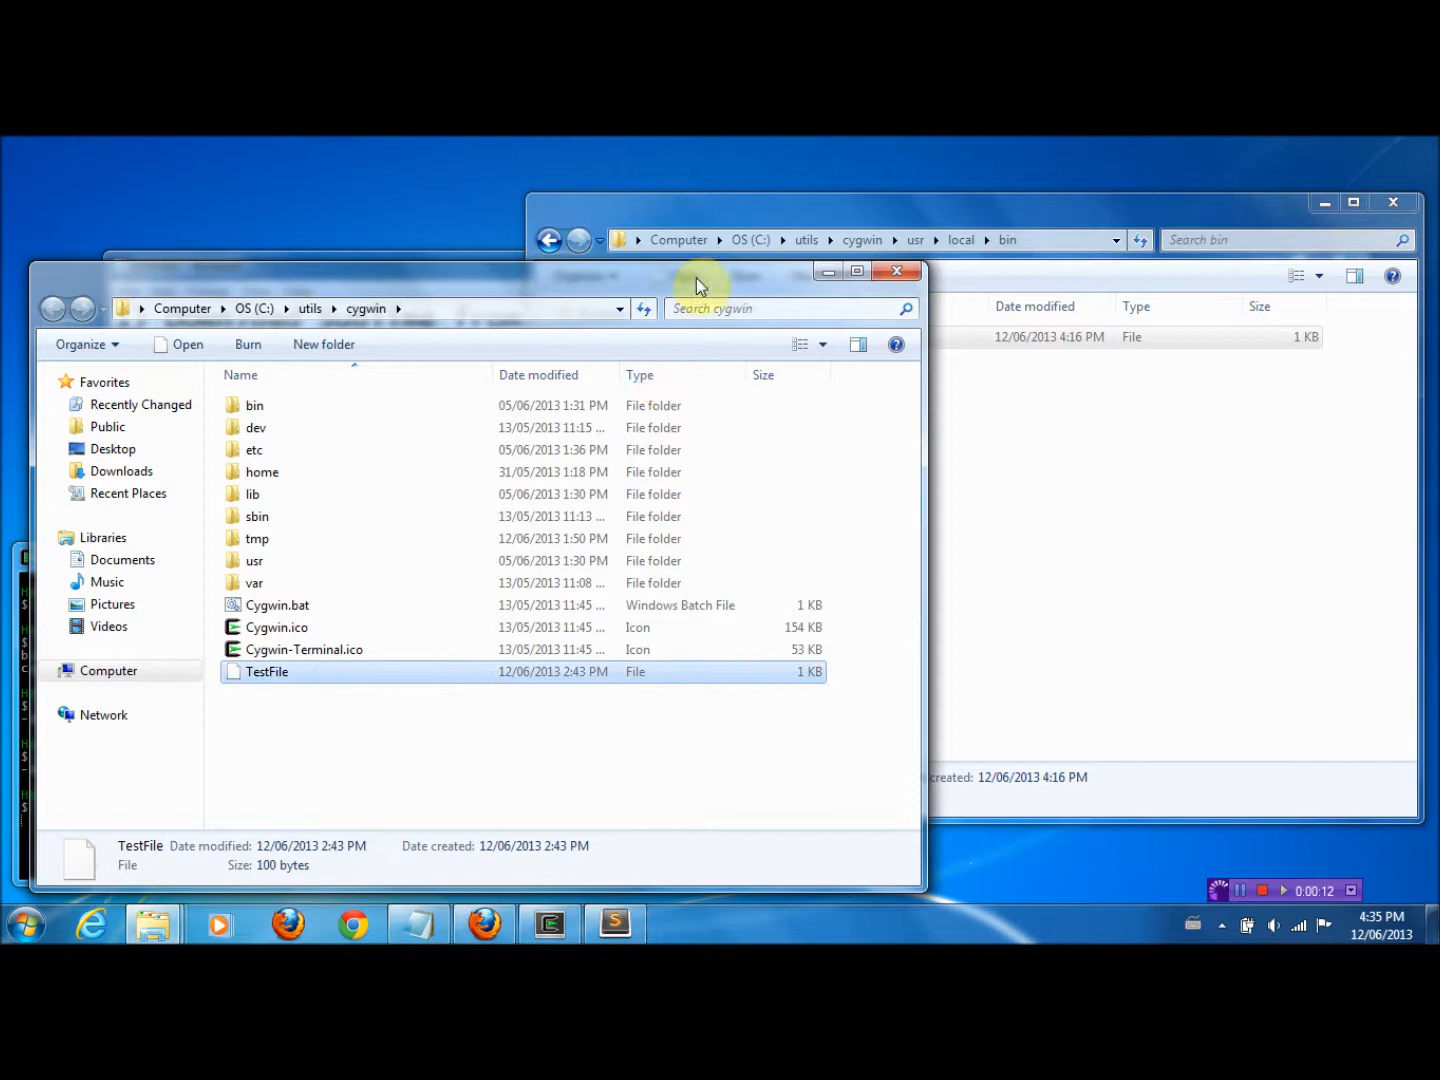 Computer OS (C:) utils cygwin usr local bin
Search bin
Computer OS (C:) utils cygwin
Search cygwin
Date modified Type Size
12/06/2013 4:16 PM File 1 KB
Organize Open Burn New folder
Name Date modified Type Size
Favorites
Recently Changed
Public
Desktop
Downloads
Recent Places
Libraries
Documents
Music
Pictures
Videos
Computer
Network
bin 05/06/2013 1:31 PM File folder
dev 13/05/2013 11:15 ... File folder
etc 05/06/2013 1:36 PM File folder
home 31/05/2013 1:18 PM File folder
lib 05/06/2013 1:30 PM File folder
sbin 13/05/2013 11:13 ... File folder
tmp 12/06/2013 1:50 PM File folder
usr 05/06/2013 1:30 PM File folder
var 13/05/2013 11:08 ... File folder
Cygwin.bat 13/05/2013 11:45 ... Windows Batch File 1 KB
Cygwin.ico 13/05/2013 11:45 ... Icon 154 KB
Cygwin-Terminal.ico 13/05/2013 11:45 ... Icon 53 KB
TestFile 12/06/2013 2:43 PM File 1 KB
created: 12/06/2013 4:16 PM
TestFile Date modified: 12/06/2013 2:43 PM Date created: 12/06/2013 2:43 PM
File Size: 100 bytes
0:00:12
4:35 PM
12/06/2013